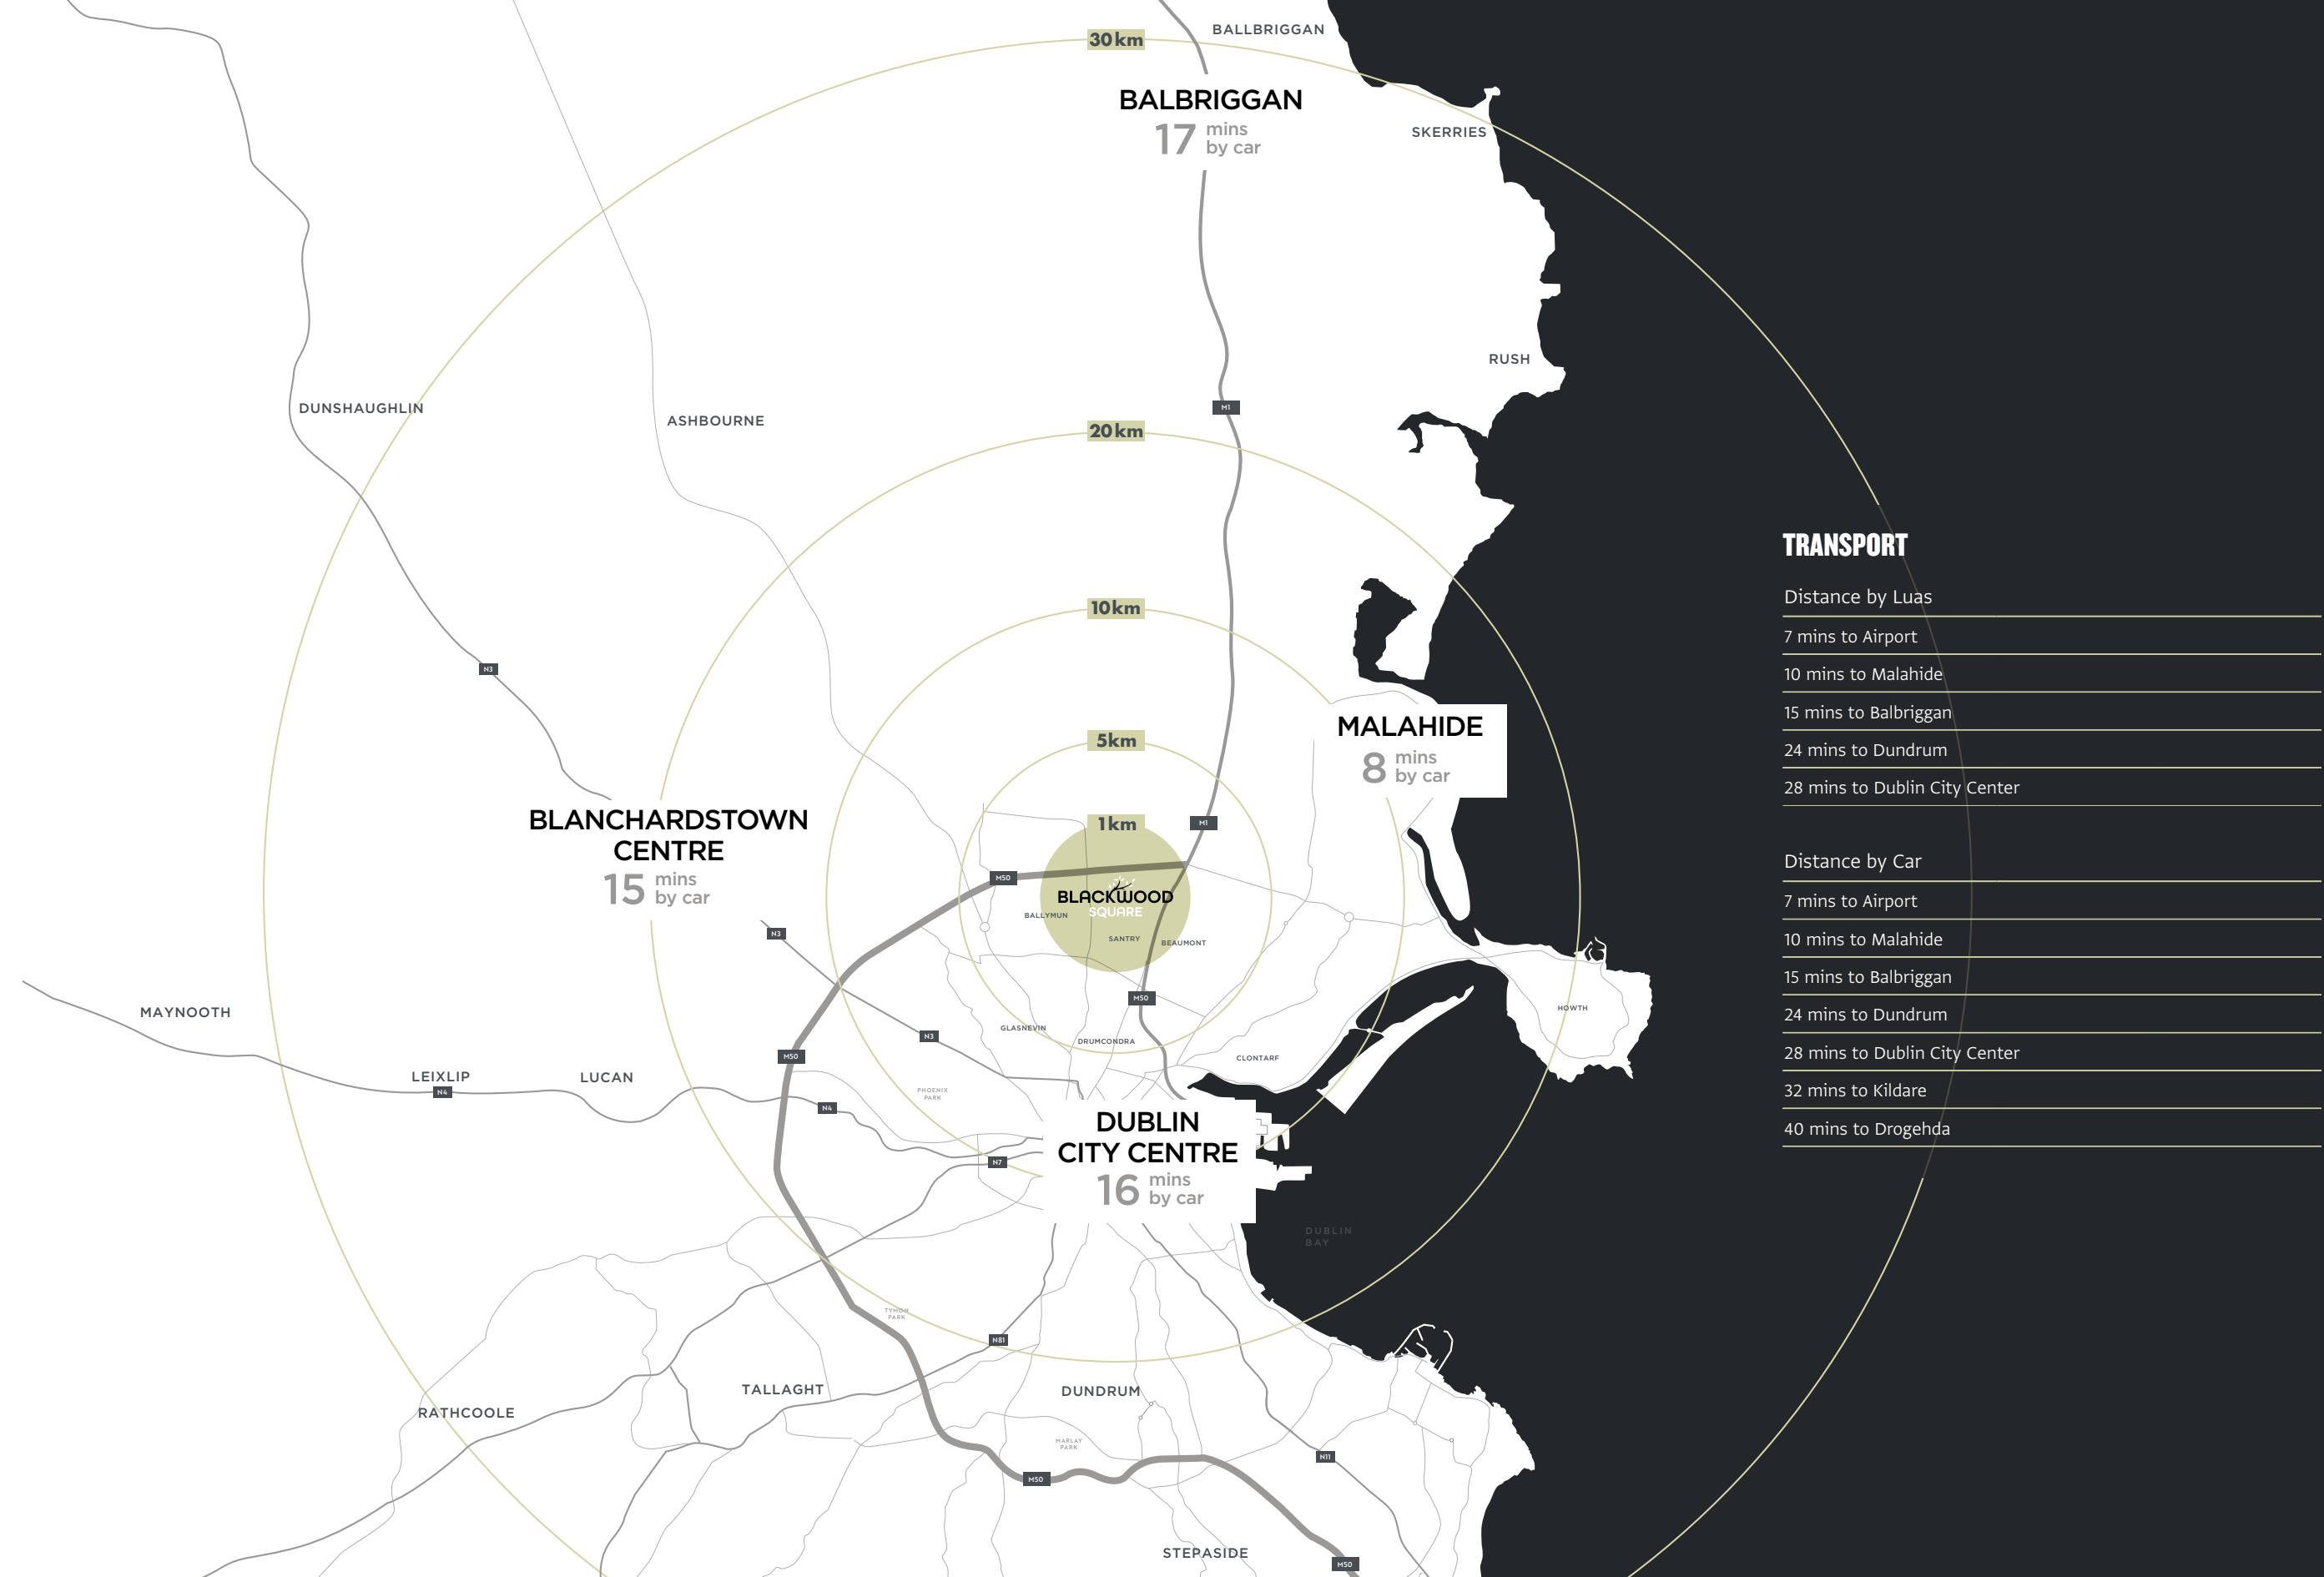 30km
BALLBRIGGAN
BALBRIGGAN
17 mins
by car
SKERRIES
RUSH
DUNSHAUGHLIN
ASHBOURNE
M1
20km
10km
N3
MALAHIDE
8 mins
by car
5km
BLANCHARDSTOWN
CENTRE
15 mins
by car
1km
M1
M50
BLACKWOOD
SQUARE
BALLYMUN
SANTRY
BEAUMONT
N3
M50
MAYNOOTH
HOWTH
GLASNEVIN
N3
DRUMCONDRA
M50
CLONTARF
LEIXLIP
N4
LUCAN
PHOENIX
PARK
N4
DUBLIN
CITY CENTRE
16 mins
by car
N7
DUBLIN
BAY
TYMON
PARK
N81
TALLAGHT
DUNDRUM
RATHCOOLE
MARLAY
PARK
N11
M50
STEPASIDE
M50
TRANSPORT
Distance by Luas
7 mins to Airport
10 mins to Malahide
15 mins to Balbriggan
24 mins to Dundrum
28 mins to Dublin City Center
Distance by Car
7 mins to Airport
10 mins to Malahide
15 mins to Balbriggan
24 mins to Dundrum
28 mins to Dublin City Center
32 mins to Kildare
40 mins to Drogehda